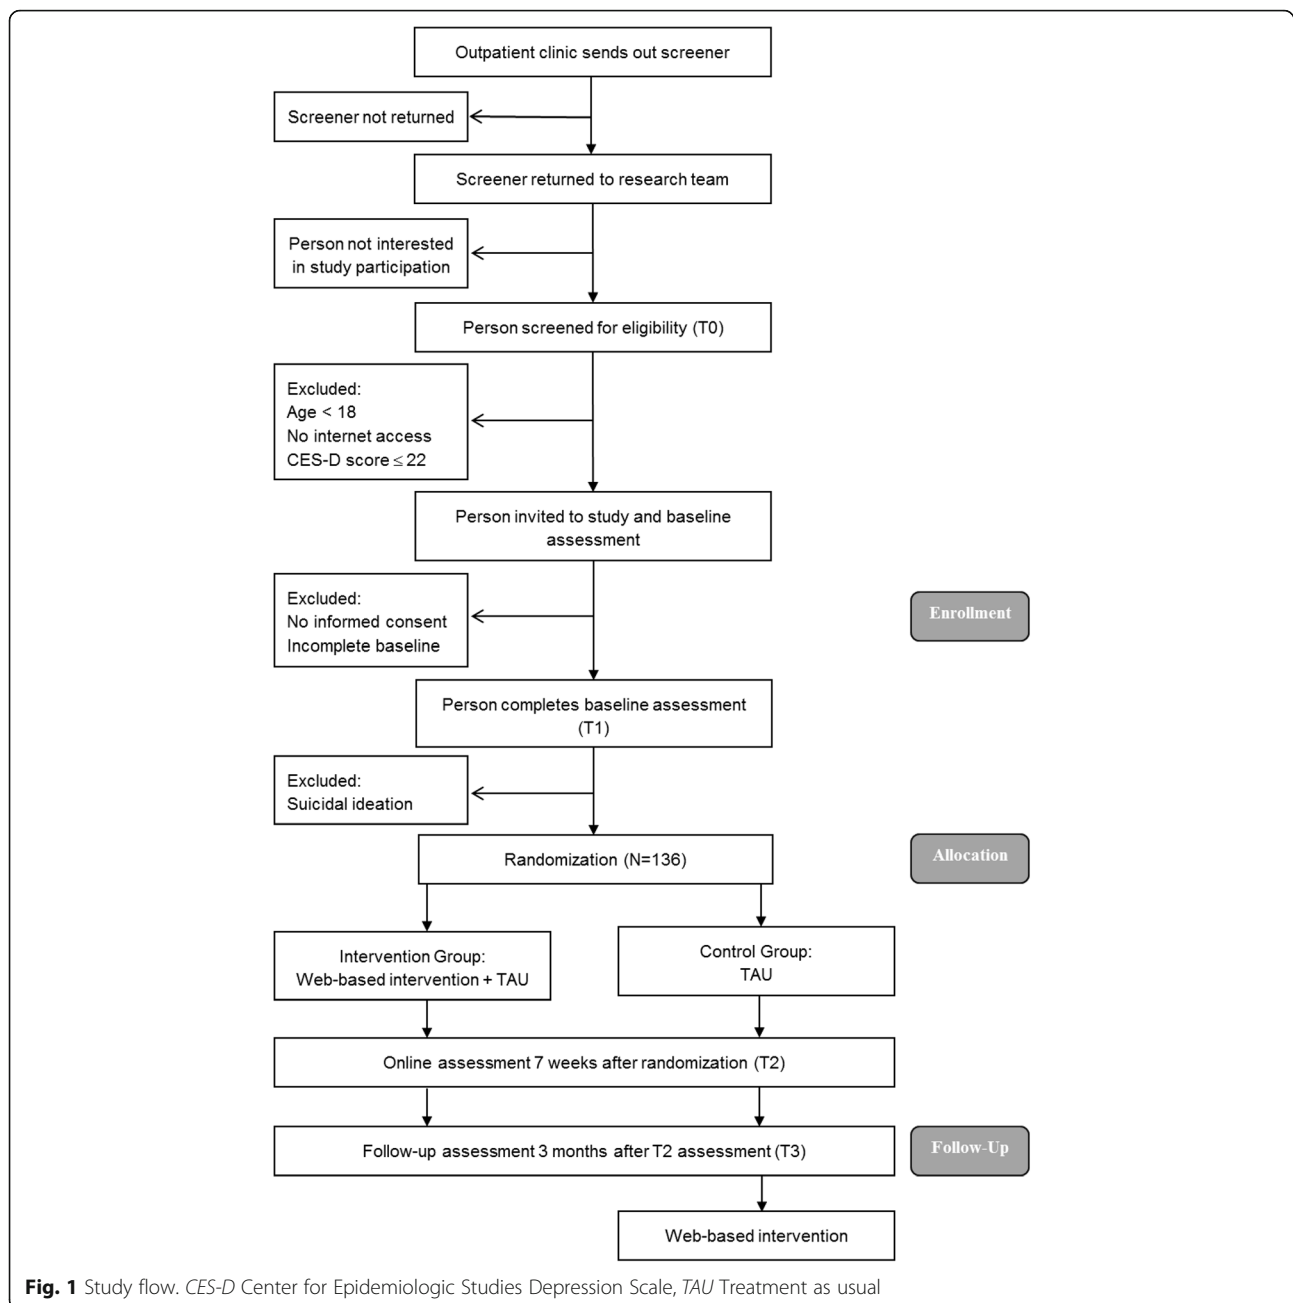 Outpatient clinic sends out screener
Screener not returned
Screener returned to research team
Person not interested
in study participation
Person screened for eligibility (T0)
Excluded:
Age < 18
No internet access
CES-D score ≤ 22
Person invited to study and baseline
assessment
Excluded:
No informed consent
Incomplete baseline
Enrollment
Person completes baseline assessment
(T1)
Excluded:
Suicidal ideation
Randomization (N=136)
Allocation
Intervention Group:
Web-based intervention + TAU
Control Group:
TAU
Online assessment 7 weeks after randomization (T2)
Follow-up assessment 3 months after T2 assessment (T3)
Follow-Up
Web-based intervention
Fig. 1 Study flow. CES-D Center for Epidemiologic Studies Depression Scale, TAU Treatment as usual